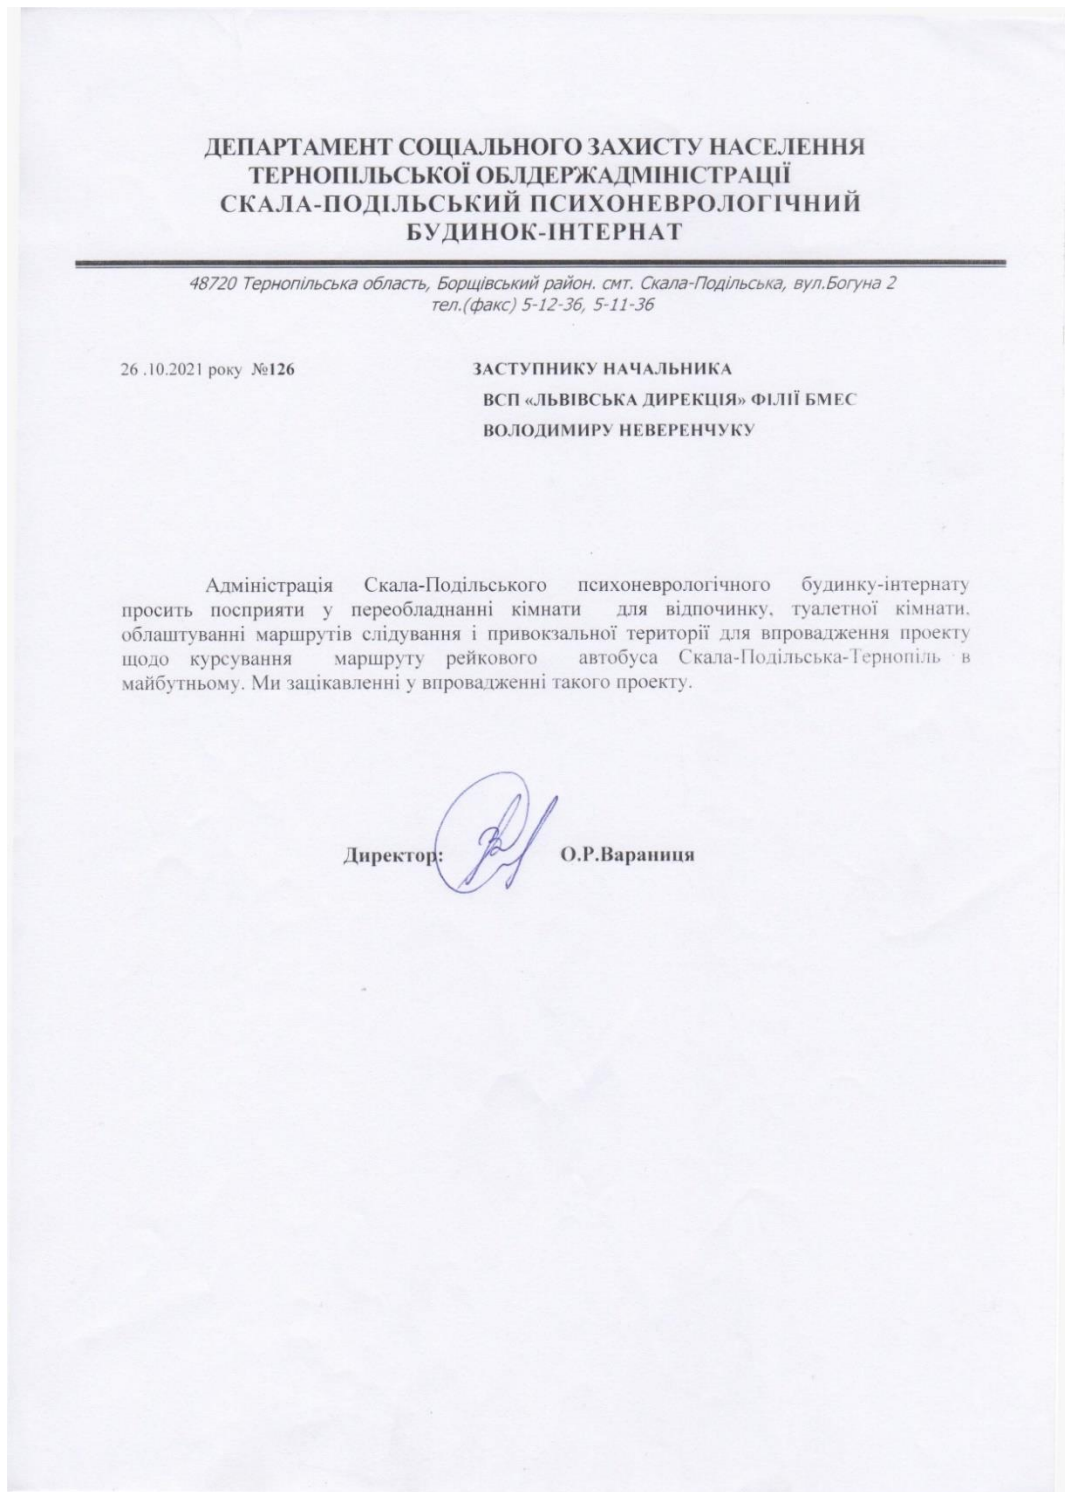 ДЕПАРТАМЕНТ СОЦІАЛЬНОГО ЗАХИСТУ НАСЕЛЕННЯ
ТЕРНОПІЛЬСЬКОЇ ОБЛДЕРЖАДМІНІСТРАЦІЇ
СКАЛА-ПОДІЛЬСЬКИЙ ПСИХОНЕВРОЛОГІЧНИЙ
БУДИНОК-ІНТЕРНАТ
48720 Тернопільська область, Борщівський район. смт. Скала-Подільська, вул.Богуна 2
тел.(факс) 5-12-36, 5-11-36
26 .10.2021 року №126 ЗАСТУПНИКУ НАЧАЛЬНИКА
ВСП «ЛЬВІВСЬКА ДИРЕКЦІЯ» ФІЛІЇ БМЕС
ВОЛОДИМИРУ НЕВЕРЕНЧУКУ
Адміністрація Скала-Подільського психоневрологічного будинку-інтернату
просить посприяти у переобладнанні кімнати для відпочинку, туалетної кімнати,
облаштуванні маршрутів слідування і привокзальної території для впровадження проекту
щодо курсування маршруту рейкового автобуса Скала-Подільська-Тернопіль в
майбутньому. Ми зацікавленні у впровадженні такого проекту.
Директор: О.Р.Вараниця